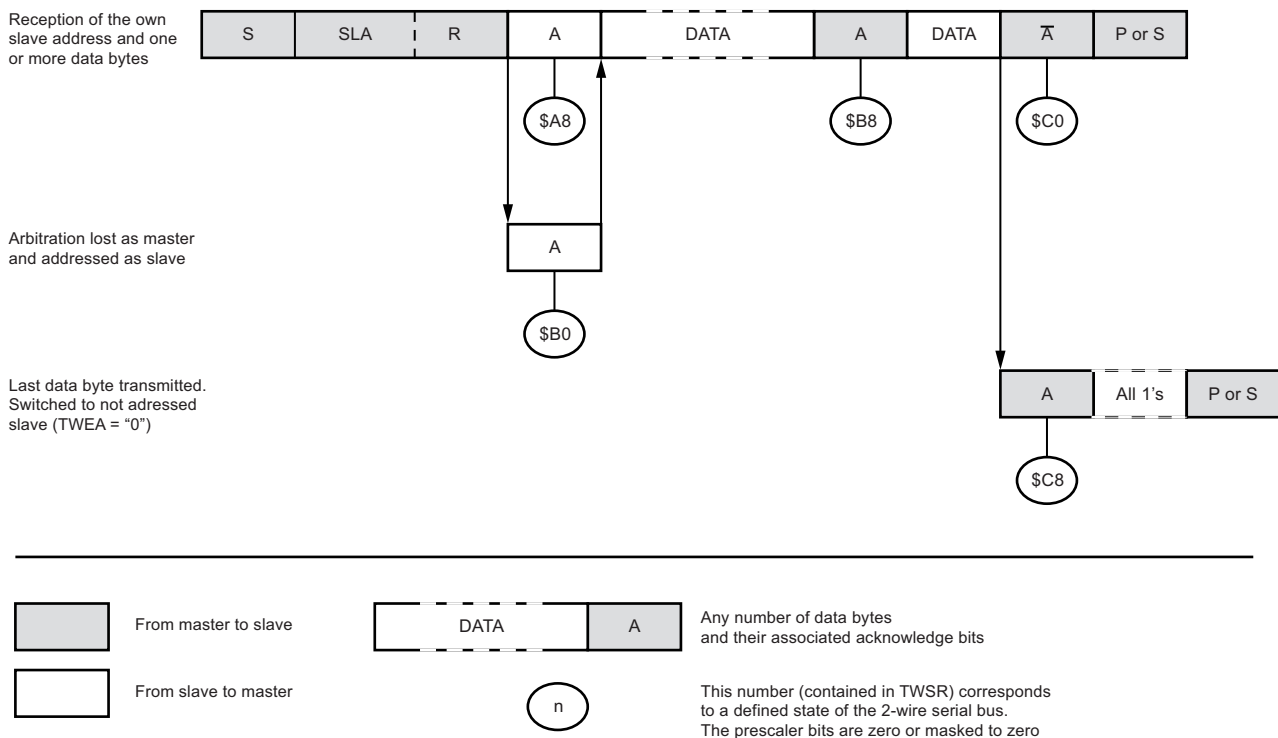 Reception of the own
slave address and one
or more data bytes
S SLA R A DATA A DATA A̅ P or S
$A8 $B8 $C0
Arbitration lost as master
and addressed as slave
A
$B0
Last data byte transmitted.
Switched to not adressed
slave (TWEA = “0”)
A All 1's P or S
$C8
From master to slave
DATA A
Any number of data bytes
and their associated acknowledge bits
From slave to master
n
This number (contained in TWSR) corresponds
to a defined state of the 2-wire serial bus.
The prescaler bits are zero or masked to zero